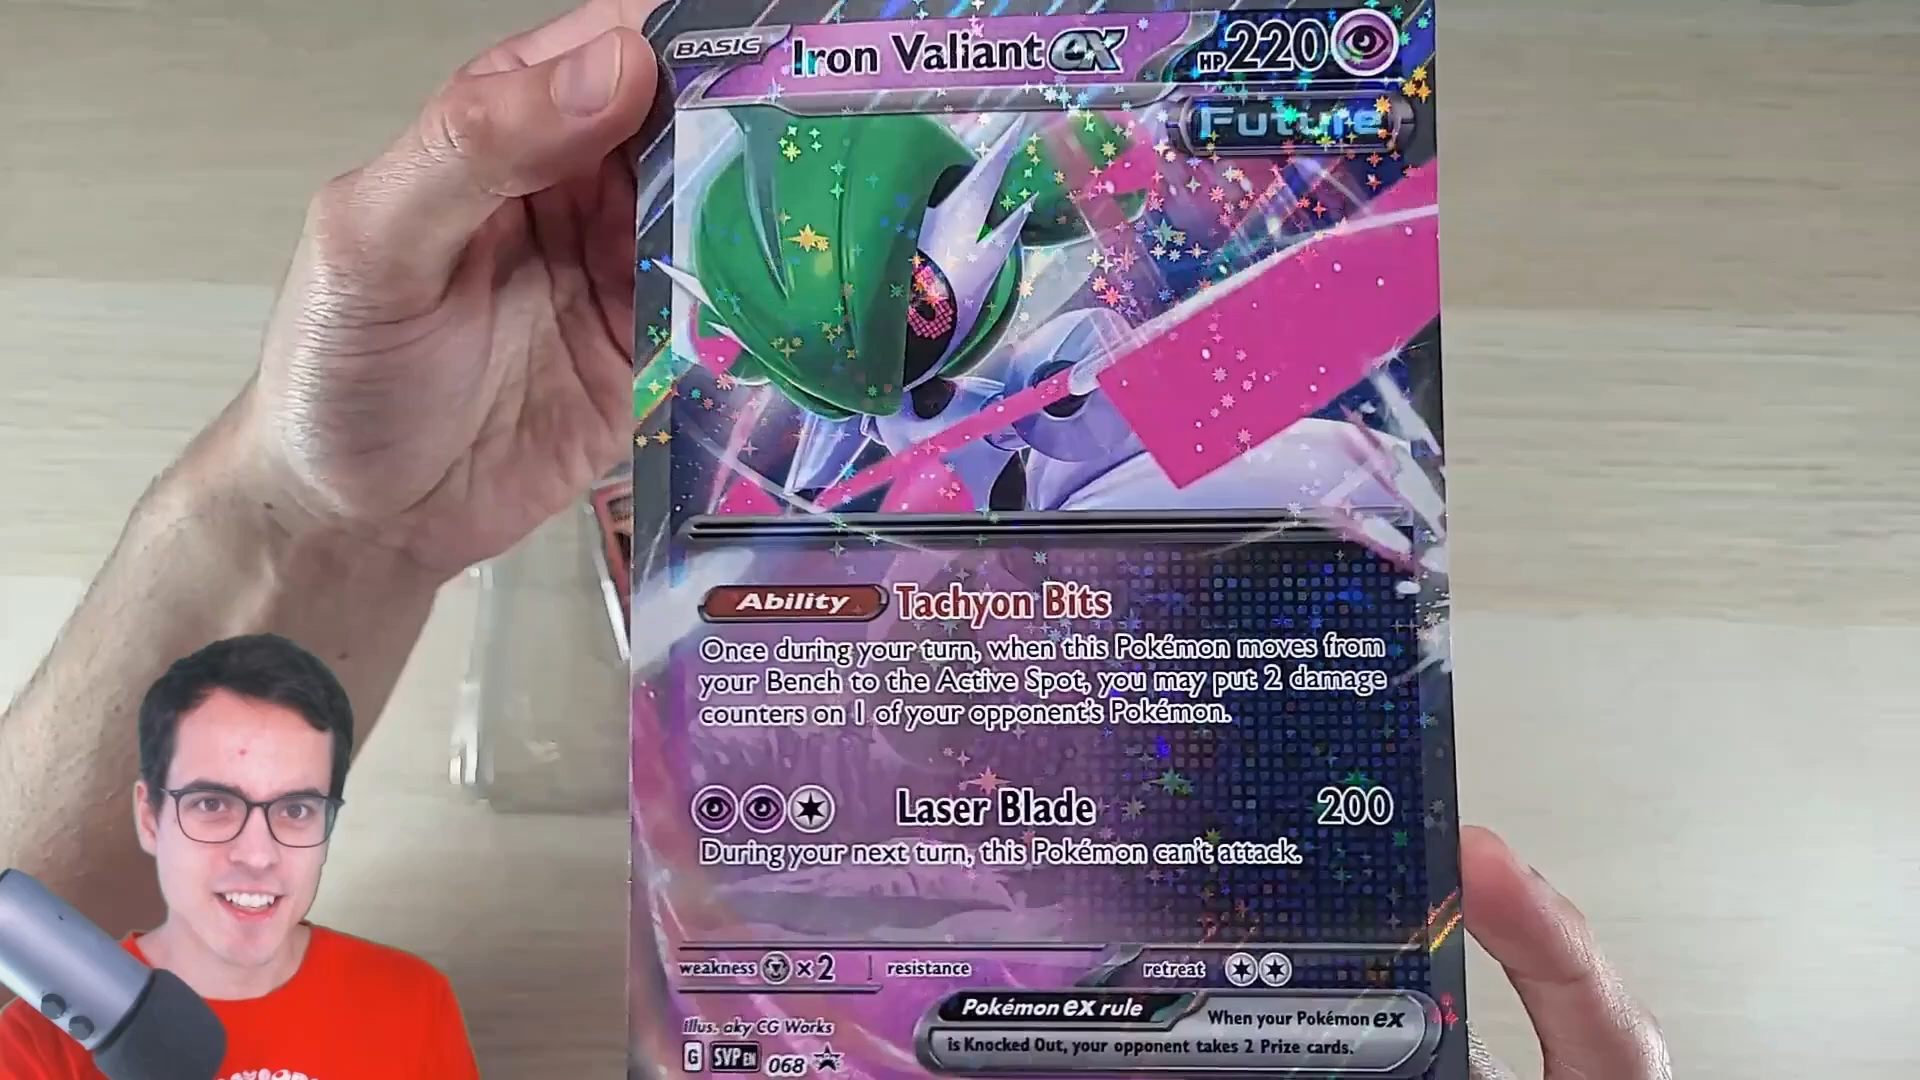 BASIC Iron Valiant ex HP 220
Future
Ability Tachyon Bits
Once during your turn, when this Pokémon moves from
your Bench to the Active Spot, you may put 2 damage
counters on 1 of your opponent's Pokémon.
Laser Blade 200
During your next turn, this Pokémon can't attack.
weakness ×2 resistance retreat
Pokémon ex rule When your Pokémon ex
is Knocked Out, your opponent takes 2 Prize cards.
Illus. aky CG Works
G SVP EN 068